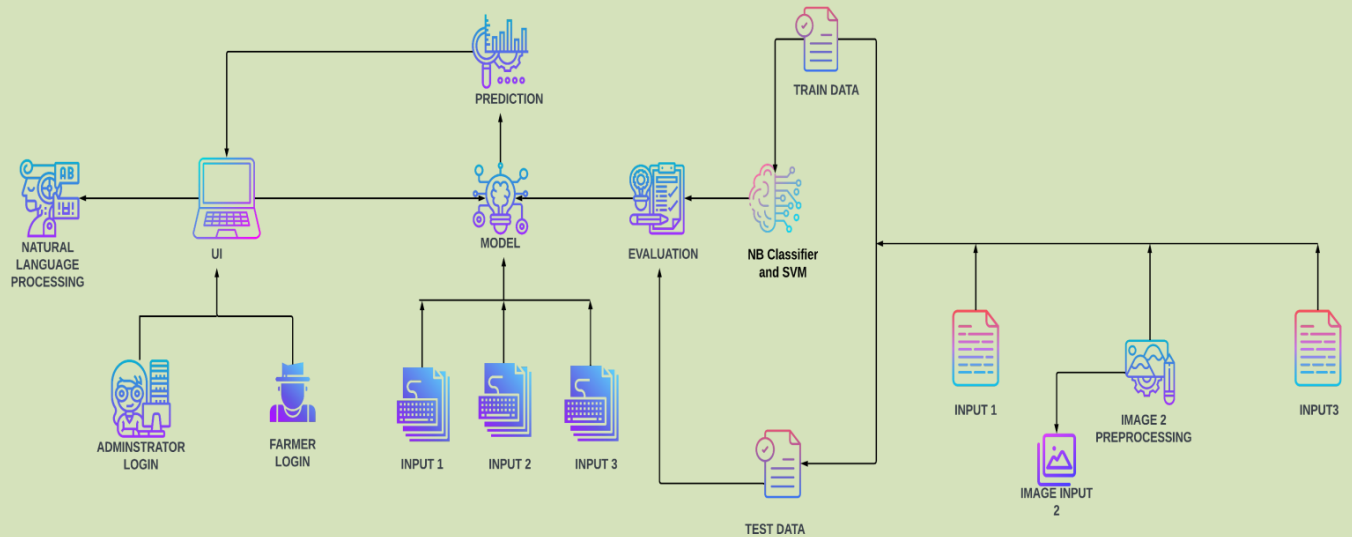 PREDICTION
TRAIN DATA
AB
NATURAL
LANGUAGE
PROCESSING
UI
MODEL
EVALUATION
NB Classifier
and SVM
ADMINSTRATOR
LOGIN
FARMER
LOGIN
INPUT 1
INPUT 2
INPUT 3
INPUT 1
IMAGE 2
PREPROCESSING
INPUT3
IMAGE INPUT
2
TEST DATA